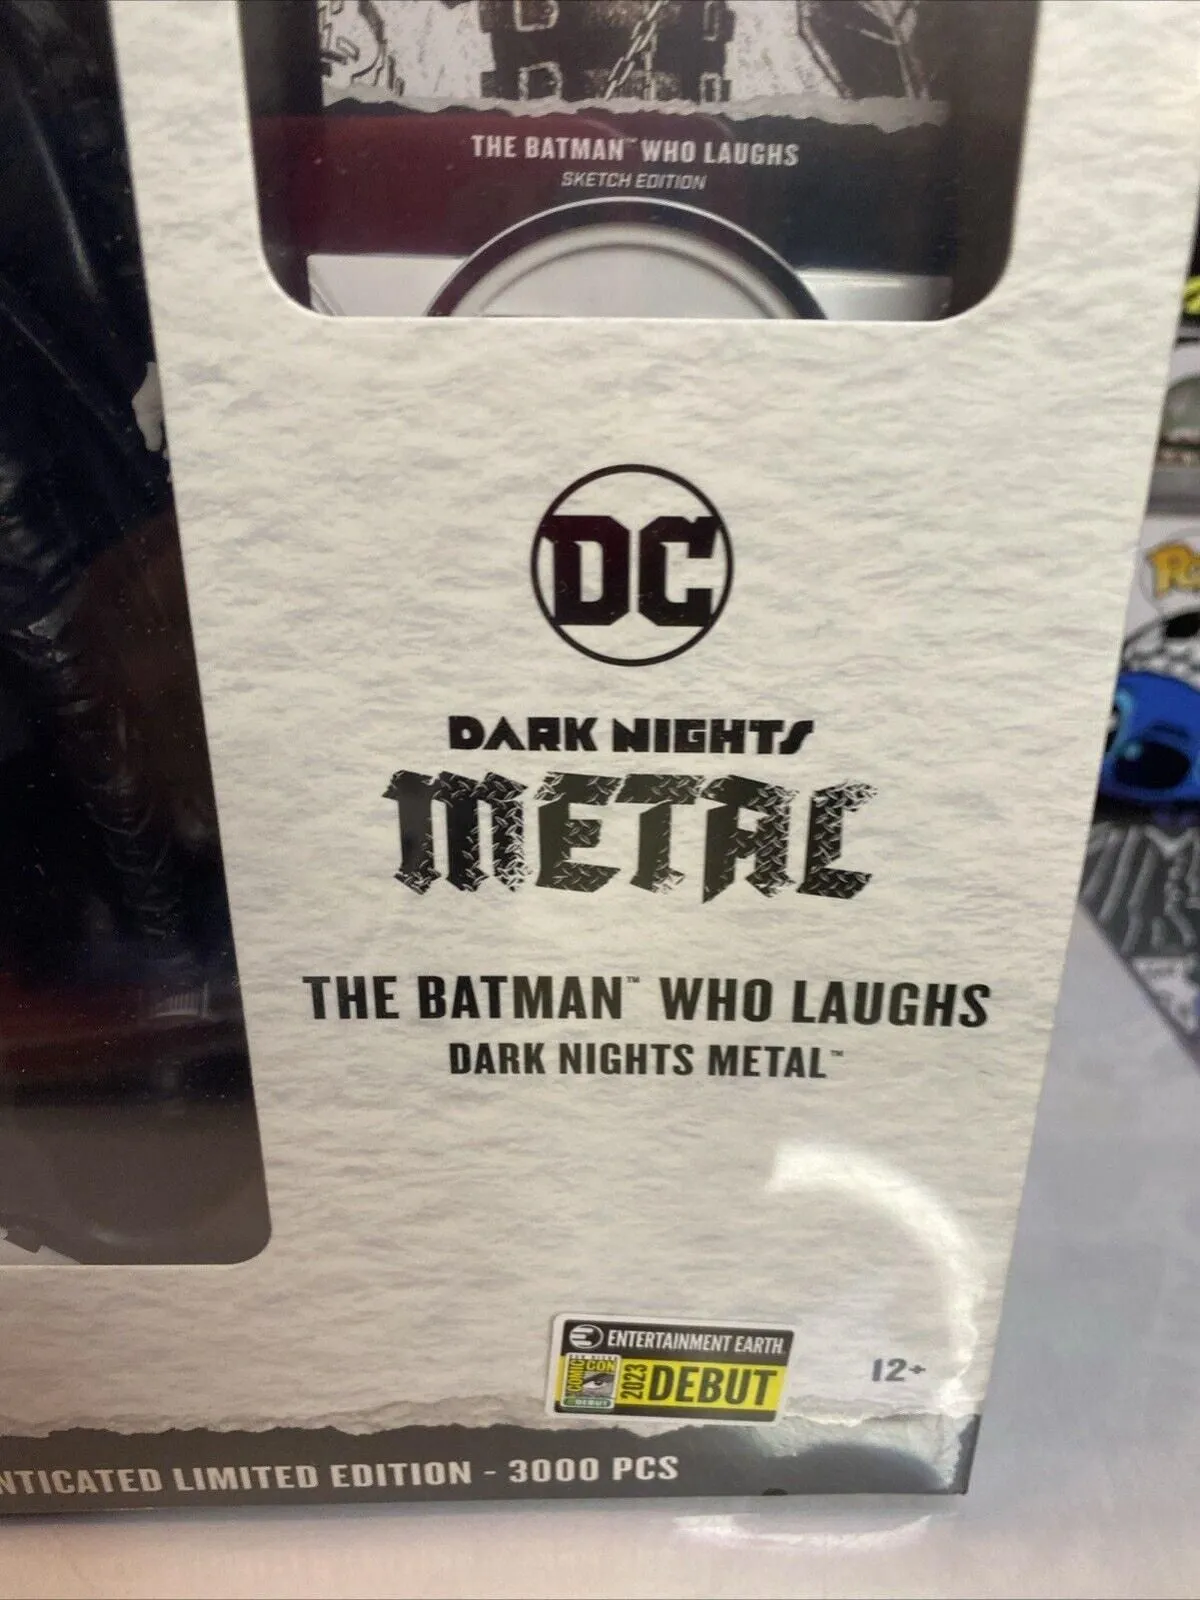 THE BATMAN™ WHO LAUGHS
SKETCH EDITION
DC
DARK NIGHTS
METAL
THE BATMAN™ WHO LAUGHS
DARK NIGHTS METAL™
ENTERTAINMENT EARTH
COMIC CON
2023 DEBUT
DEBUT
12+
NTICATED LIMITED EDITION - 3000 PCS